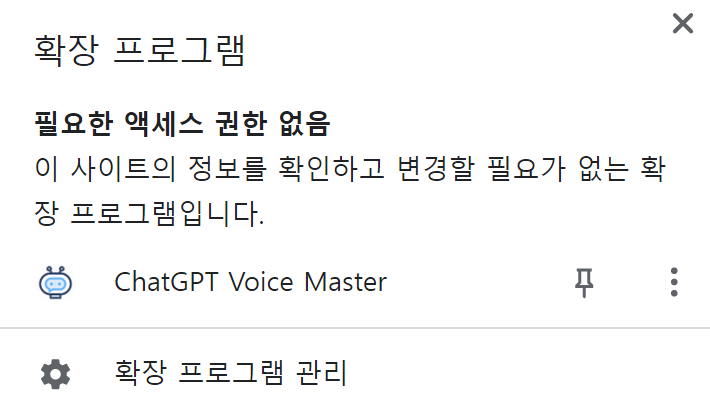 확장 프로그램
필요한 액세스 권한 없음
이 사이트의 정보를 확인하고 변경할 필요가 없는 확
장 프로그램입니다.
ChatGPT Voice Master
확장 프로그램 관리